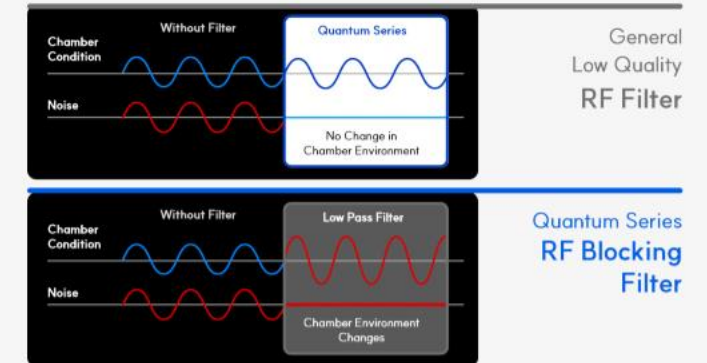 Without Filter
Quantum Series
Chamber
Condition
Noise
No Change in
Chamber Environment
General
Low Quality
RF Filter
Without Filter
Low Pass Filter
Chamber
Condition
Noise
Chamber Environment
Changes
Quantum Series
RF Blocking
Filter